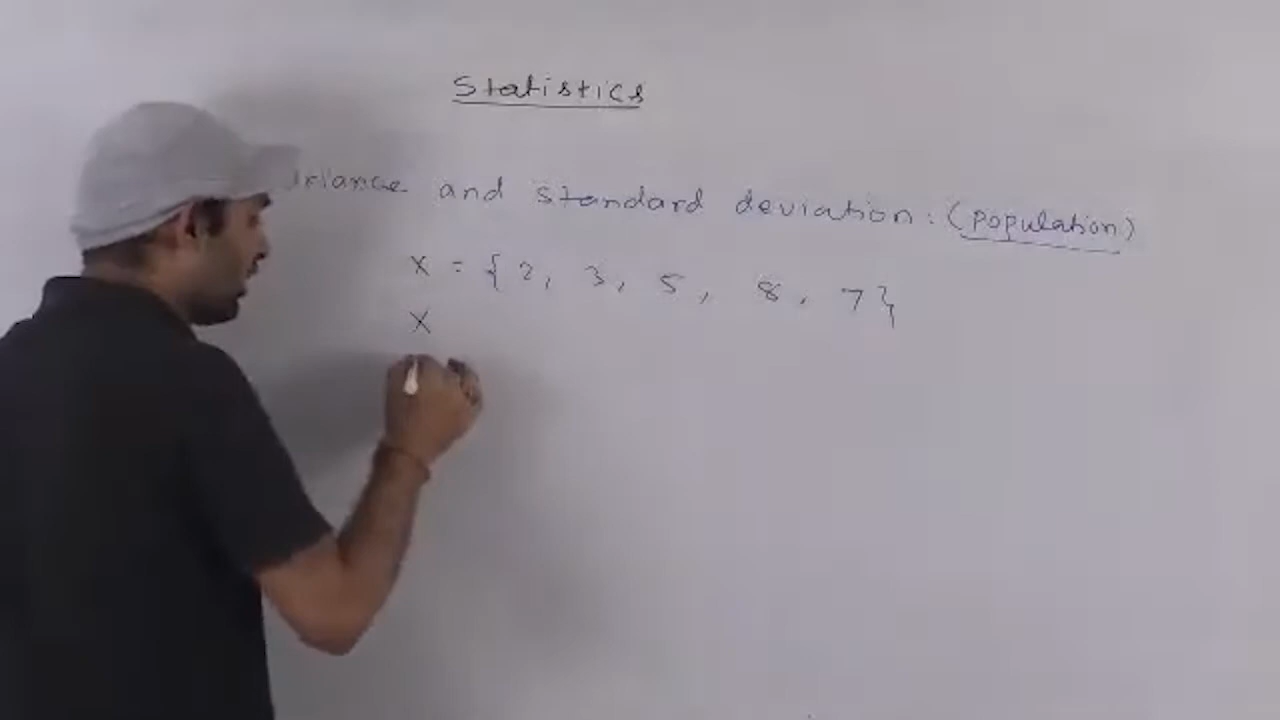 Statistics
and standard deviation : (population)
X = { 2, 3, 5, 8, 7 }
X